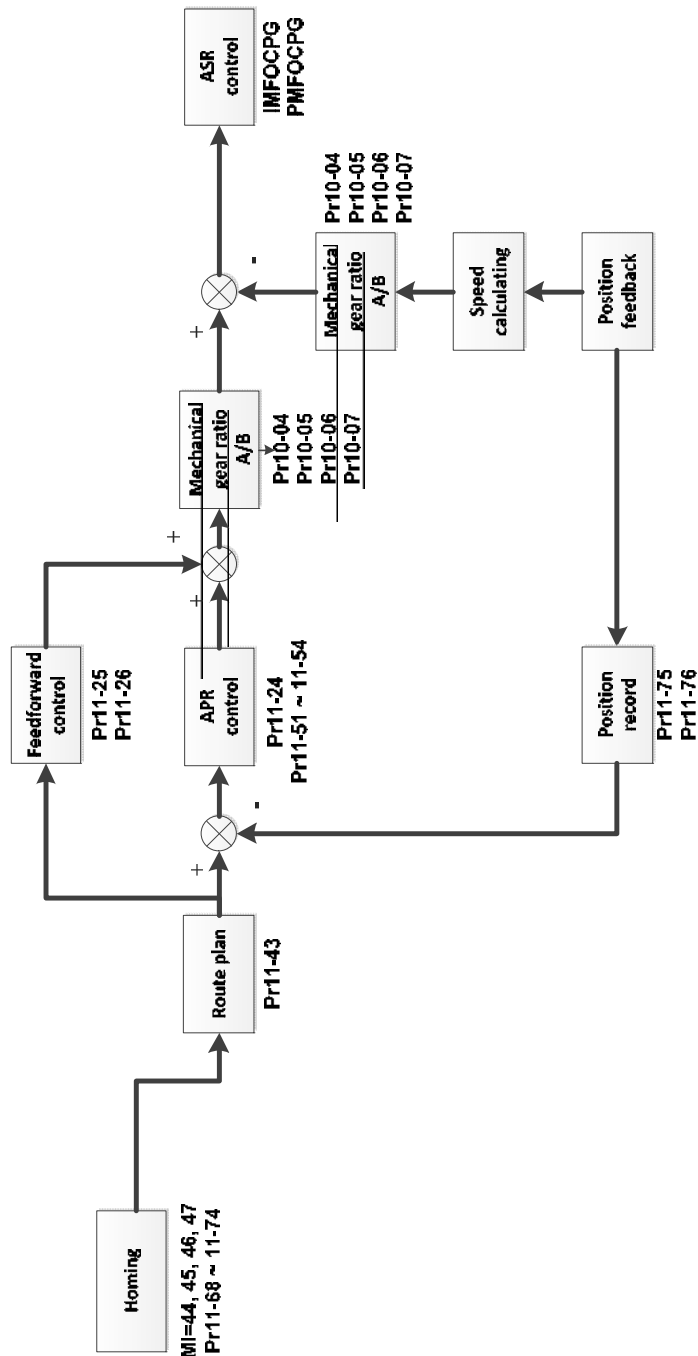 Homing
MI=44, 45, 46, 47
Pr11-68 ~ 11-74
Route plan
Pr11-43
+
-
Feedforward
control
Pr11-25
Pr11-26
APR
control
Pr11-24
Pr11-51 ~ 11-54
+
+
Mechanical
gear ratio
A/B
Pr10-04
Pr10-05
Pr10-06
Pr10-07
+
-
ASR
control
IMFOCPG
PMFOCPG
Mechanical
gear ratio
A/B
Pr10-04
Pr10-05
Pr10-06
Pr10-07
Speed
calculating
Position
feedback
Position
record
Pr11-75
Pr11-76